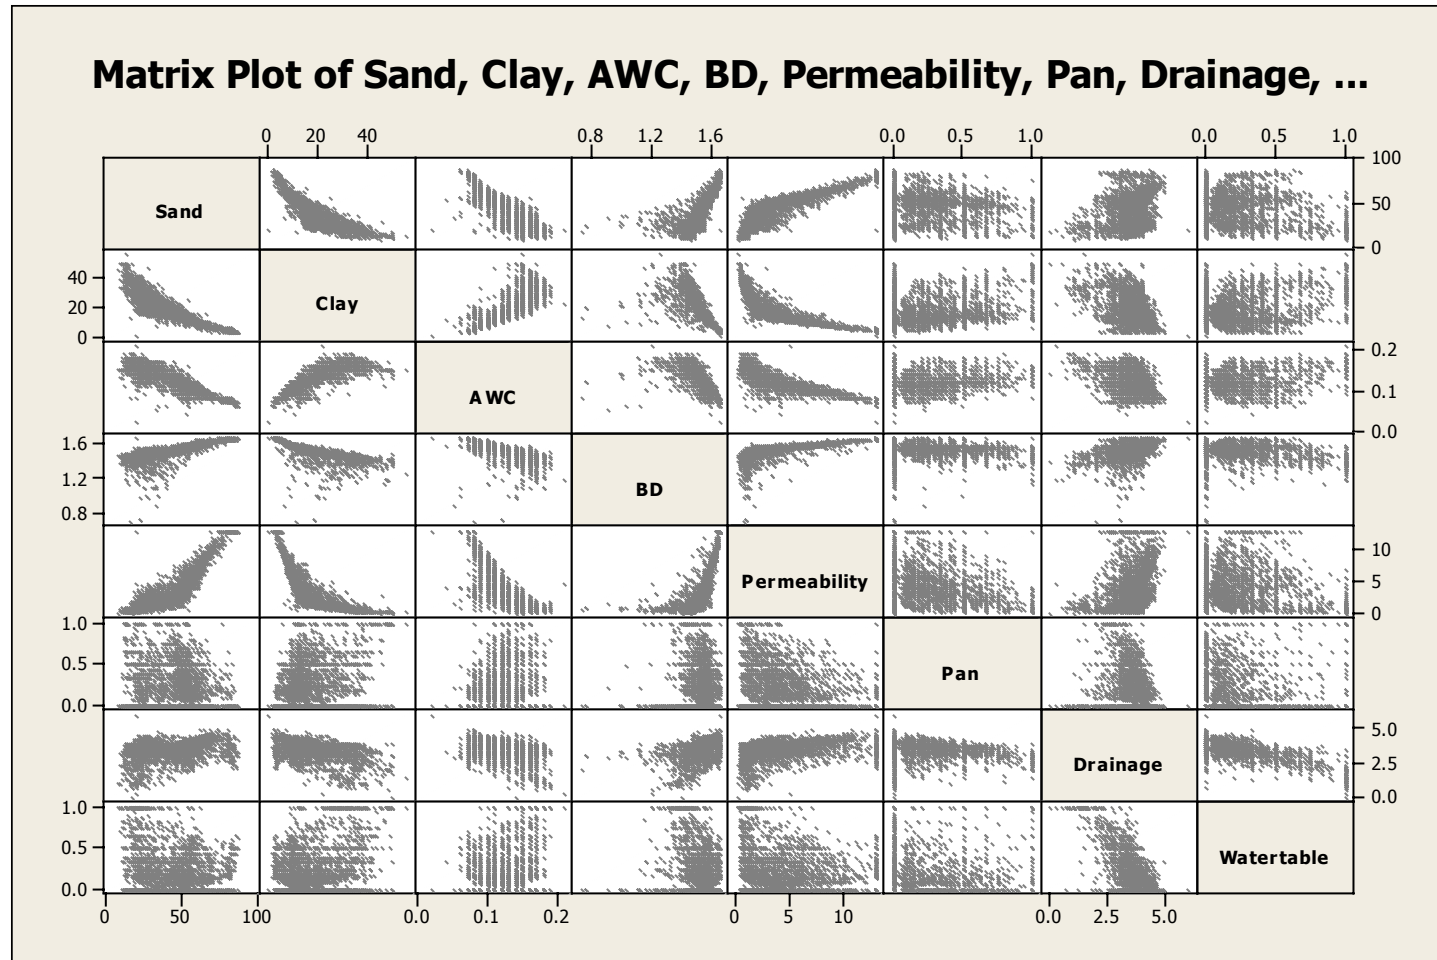 Matrix Plot of Sand, Clay, AWC, BD, Permeability, Pan, Drainage, ...
0 20 40 0.8 1.2 1.6 0.0 0.5 1.0 0.0 0.5 1.0
Sand
100
50
0
40
20
0
Clay
AWC
0.2
0.1
0.0
1.6
1.2
0.8
BD
Permeability
10
5
0
1.0
0.5
0.0
Pan
Drainage
5.0
2.5
0.0
1.0
0.5
0.0
Watertable
0 50 100 0.0 0.1 0.2 0 5 10 0.0 2.5 5.0